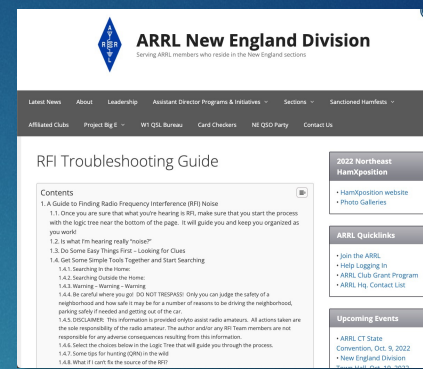 ARRL New England Division
Serving ARRL members who reside in the New England sections
Latest News About Leadership Assistant Director Programs & Initiatives Sections Sanctioned Hamfests
Affiliated Clubs Project Big E W1 QSL Bureau Card Checkers NE QSO Party Contact Us
RFI Troubleshooting Guide
Contents
1. A Guide to Finding Radio Frequency Interference (RFI) Noise
1.1. Once you are sure that what you're hearing is RFI, make sure that you start the process
with the logic tree near the bottom of the page. It will guide you and keep you organized as
you work!
1.2. Is what I'm hearing really "noise?"
1.3. Do Some Easy Things First – Looking for Clues
1.4. Get Some Simple Tools Together and Start Searching
1.4.1. Searching In the Home:
1.4.2. Searching Outside the Home:
1.4.3. Warning – Warning – Warning
1.4.4. Be careful where you go! DO NOT TRESPASS! Only you can judge the safety of a
neighborhood and how safe it may be for a number of reasons to be driving the neighborhood,
parking safely if needed and getting out of the car.
1.4.5. DISCLAIMER: This information is provided onlyto assist radio amateurs. All actions taken are
the sole responsibility of the radio amateur. The author and/or any RFI Team members are not
responsible for any adverse consequences resulting from this information.
1.4.6. Select the choices below in the Logic Tree that will guide you through the process.
1.4.7. Some tips for hunting (QRN) in the wild
1.4.8. What if I can't fix the source of the RFI?
2022 Northeast
HamXposition
• HamXposition website
• Photo Galleries
ARRL Quicklinks
• Join the ARRL
• Help Logging In
• ARRL Club Grant Program
• ARRL Hq. Contact List
Upcoming Events
• ARRL CT State
Convention, Oct. 9, 2022
• New England Division
Town Hall, Oct. 19, 2022